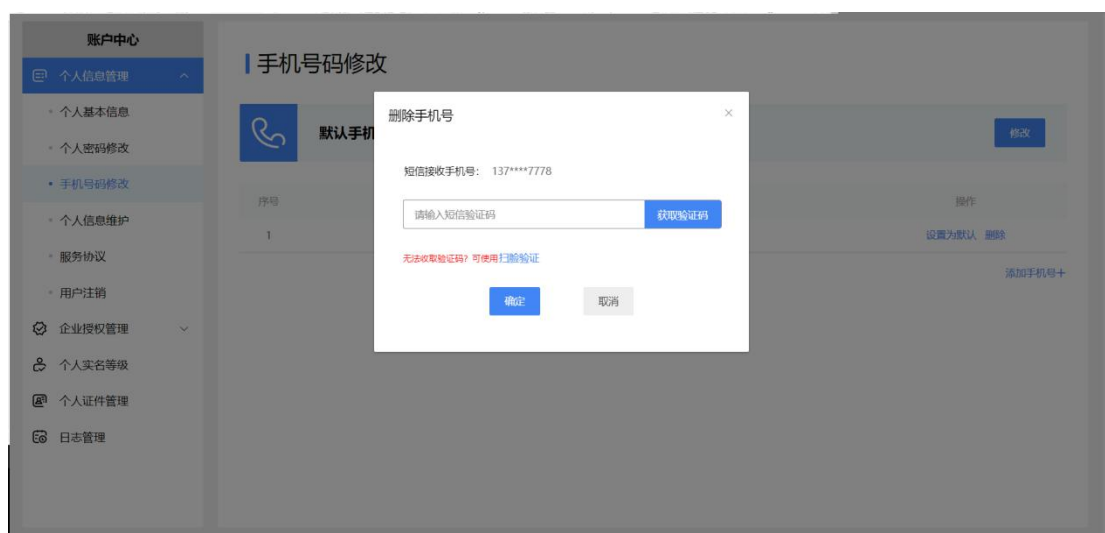 账户中心
个人信息管理
个人基本信息
个人密码修改
手机号码修改
个人信息维护
服务协议
用户注销
企业授权管理
个人实名等级
个人证件管理
日志管理
手机号码修改
默认手机
修改
序号
操作
1
设置为默认 删除
添加手机号+
删除手机号
短信接收手机号： 137****7778
请输入短信验证码
获取验证码
无法收取验证码？可使用扫脸验证
确定
取消